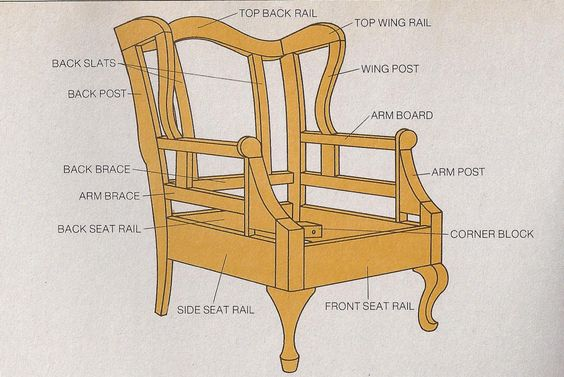 TOP BACK RAIL
TOP WING RAIL
BACK SLATS
WING POST
BACK POST
ARM BOARD
BACK BRACE
ARM POST
ARM BRACE
BACK SEAT RAIL
CORNER BLOCK
SIDE SEAT RAIL
FRONT SEAT RAIL